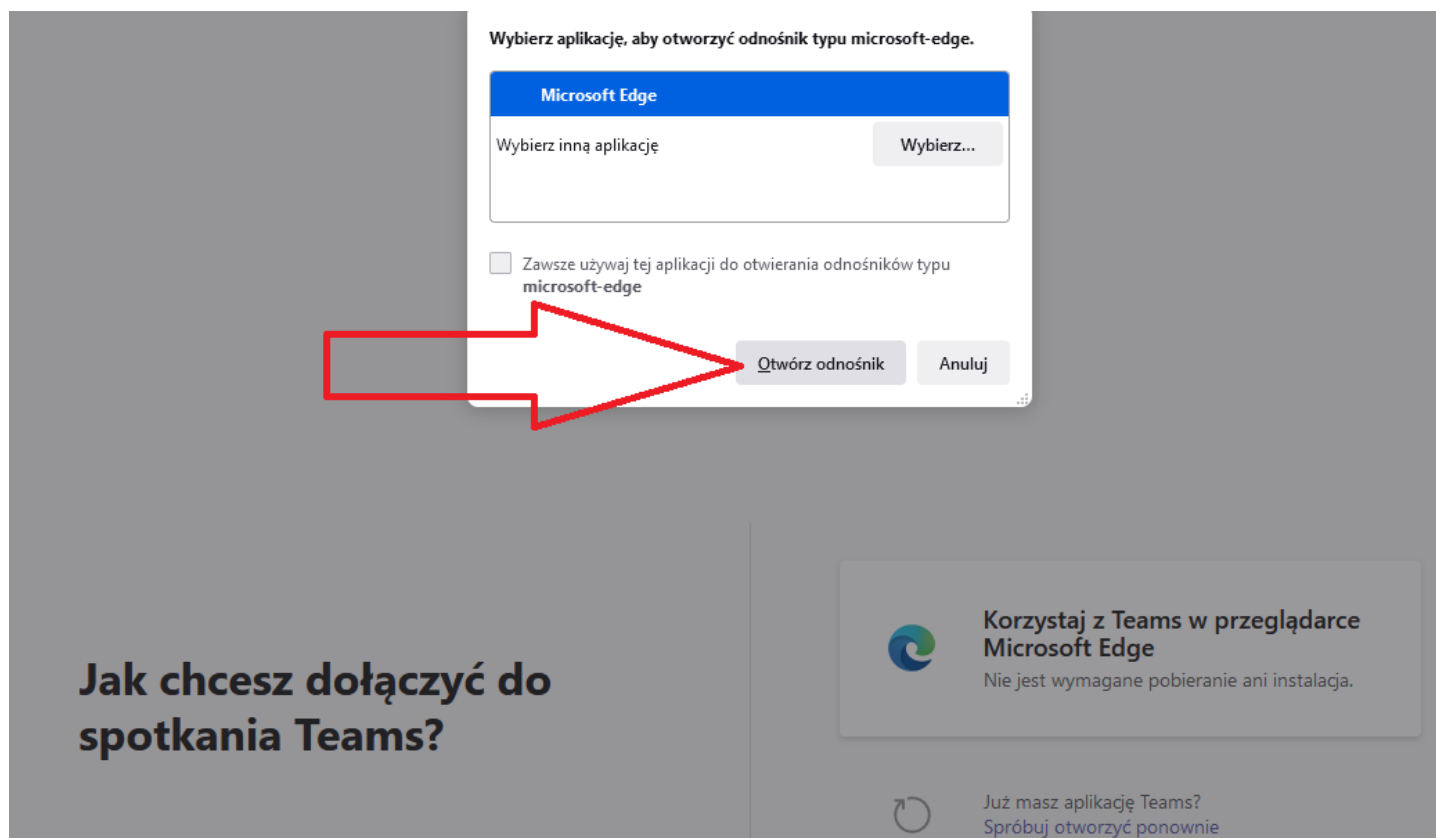 Wybierz aplikację, aby otworzyć odnośnik typu microsoft-edge.
Microsoft Edge
Wybierz inną aplikację
Wybierz...
Zawsze używaj tej aplikacji do otwierania odnośników typu
microsoft-edge
Otwórz odnośnik
Anuluj
Jak chcesz dołączyć do
spotkania Teams?
Korzystaj z Teams w przeglądarce
Microsoft Edge
Nie jest wymagane pobieranie ani instalacja.
Już masz aplikację Teams?
Spróbuj otworzyć ponownie